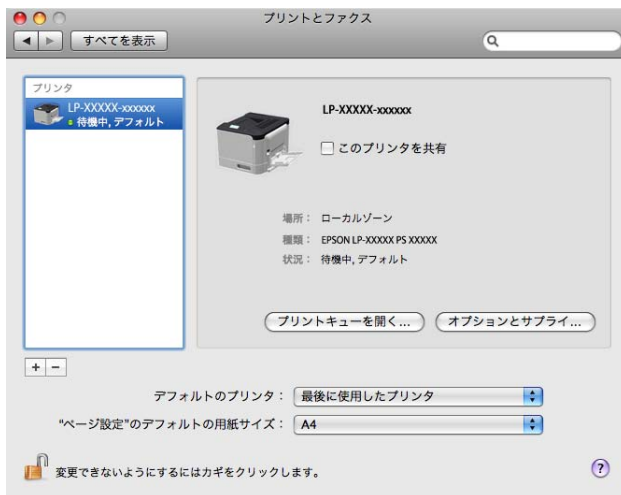 プリントとファクス
すべてを表示
プリンタ
LP-XXXXX-xxxxxx
待機中, デフォルト
LP-XXXXX-xxxxxx
このプリンタを共有
場所： ローカルゾーン
種類： EPSON LP-XXXXX PS XXXXX
状況： 待機中, デフォルト
プリントキューを開く... オプションとサプライ...
+ −
デフォルトのプリンタ： 最後に使用したプリンタ
"ページ設定"のデフォルトの用紙サイズ： A4
変更できないようにするにはカギをクリックします。 ?